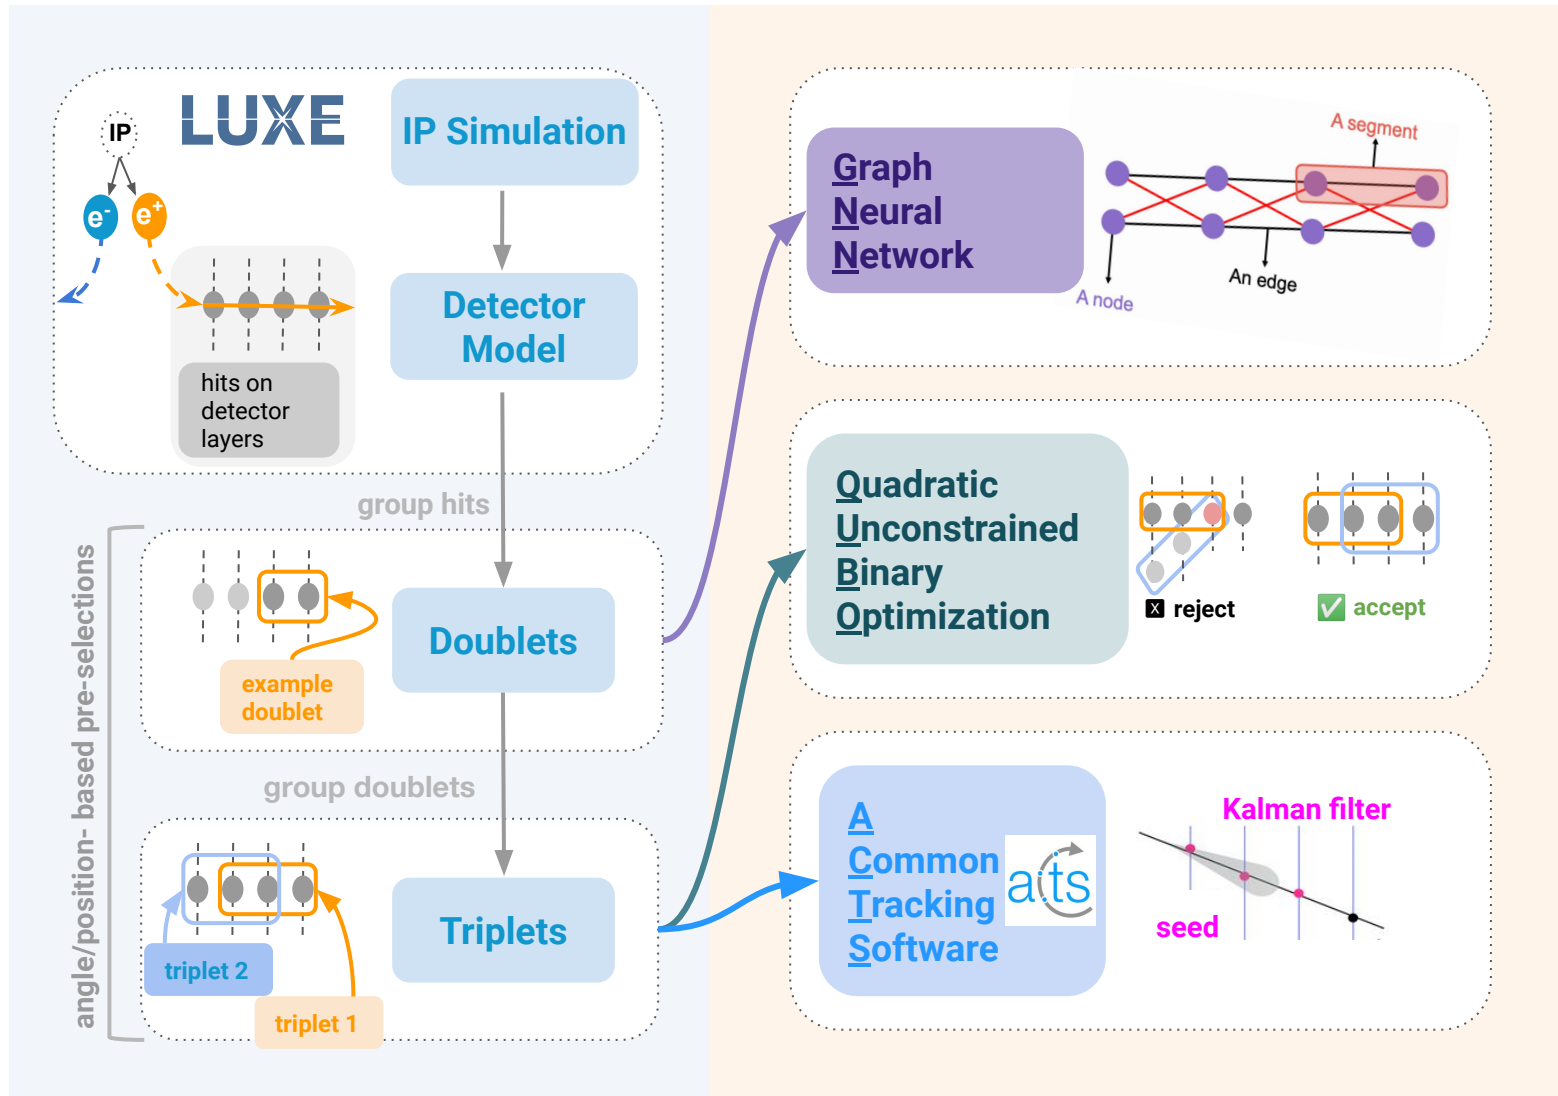 LUXE
IP
e-
e+
IP Simulation
Detector
Model
hits on
detector
layers
group hits
angle/position- based pre-selections
Doublets
example
doublet
group doublets
Triplets
triplet 2
triplet 1
Graph
Neural
Network
A segment
An edge
A node
Quadratic
Unconstrained
Binary
Optimization
X reject
✅ accept
A
Common
Tracking
Software
acts
Kalman filter
seed